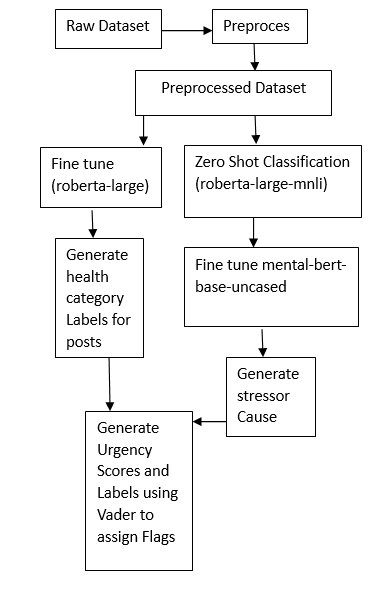 Raw Dataset
Preproces
Preprocessed Dataset
Fine tune
(roberta-large)
Zero Shot Classification
(roberta-large-mnli)
Generate
health
category
Labels for
posts
Fine tune mental-bert-
base-uncased
Generate
stressor
Cause
Generate
Urgency
Scores and
Labels using
Vader to
assign Flags